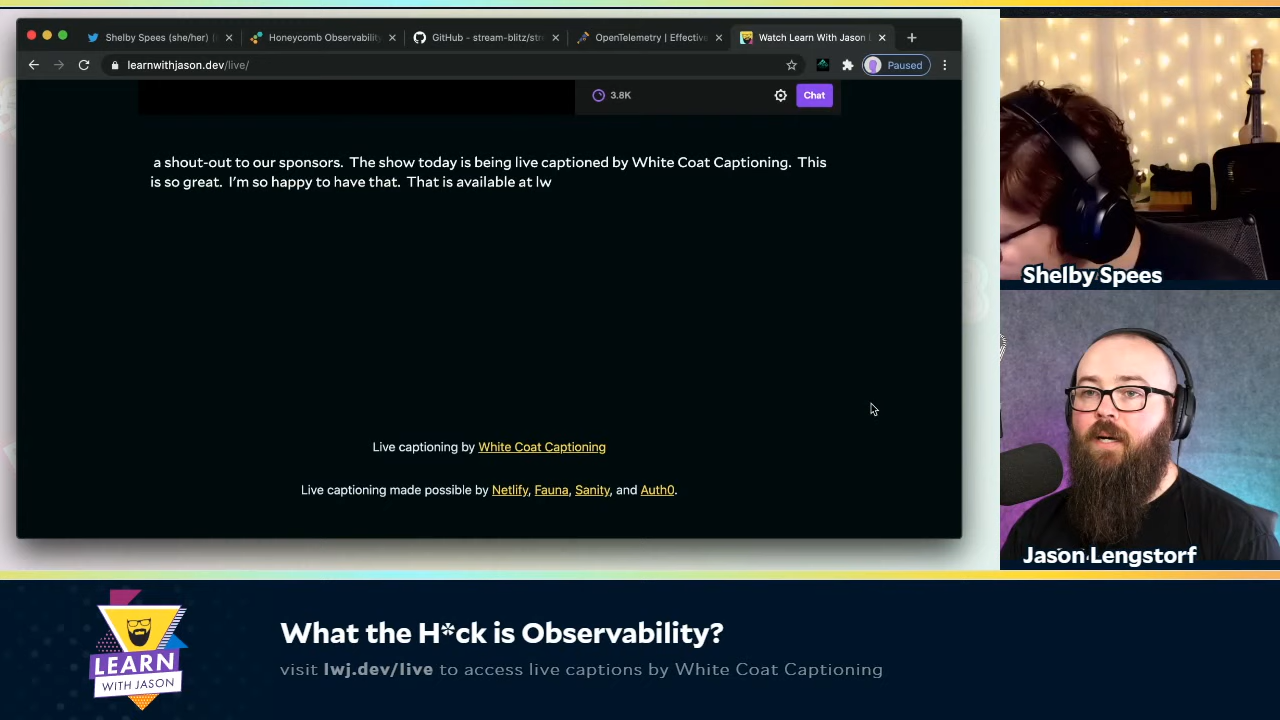 Shelby Spees (she/her) (
Honeycomb Observability
GitHub - stream-blitz/stre
OpenTelemetry | Effective
Watch Learn With Jason L
learnwithjason.dev/live/
Paused
3.8K
Chat
a shout-out to our sponsors. The show today is being live captioned by White Coat Captioning. This
is so great. I'm so happy to have that. That is available at lw
Live captioning by White Coat Captioning
Live captioning made possible by Netlify, Fauna, Sanity, and Auth0.
Shelby Spees
Jason Lengstorf
LEARN
WITH JASON
What the H*ck is Observability?
visit lwj.dev/live to access live captions by White Coat Captioning